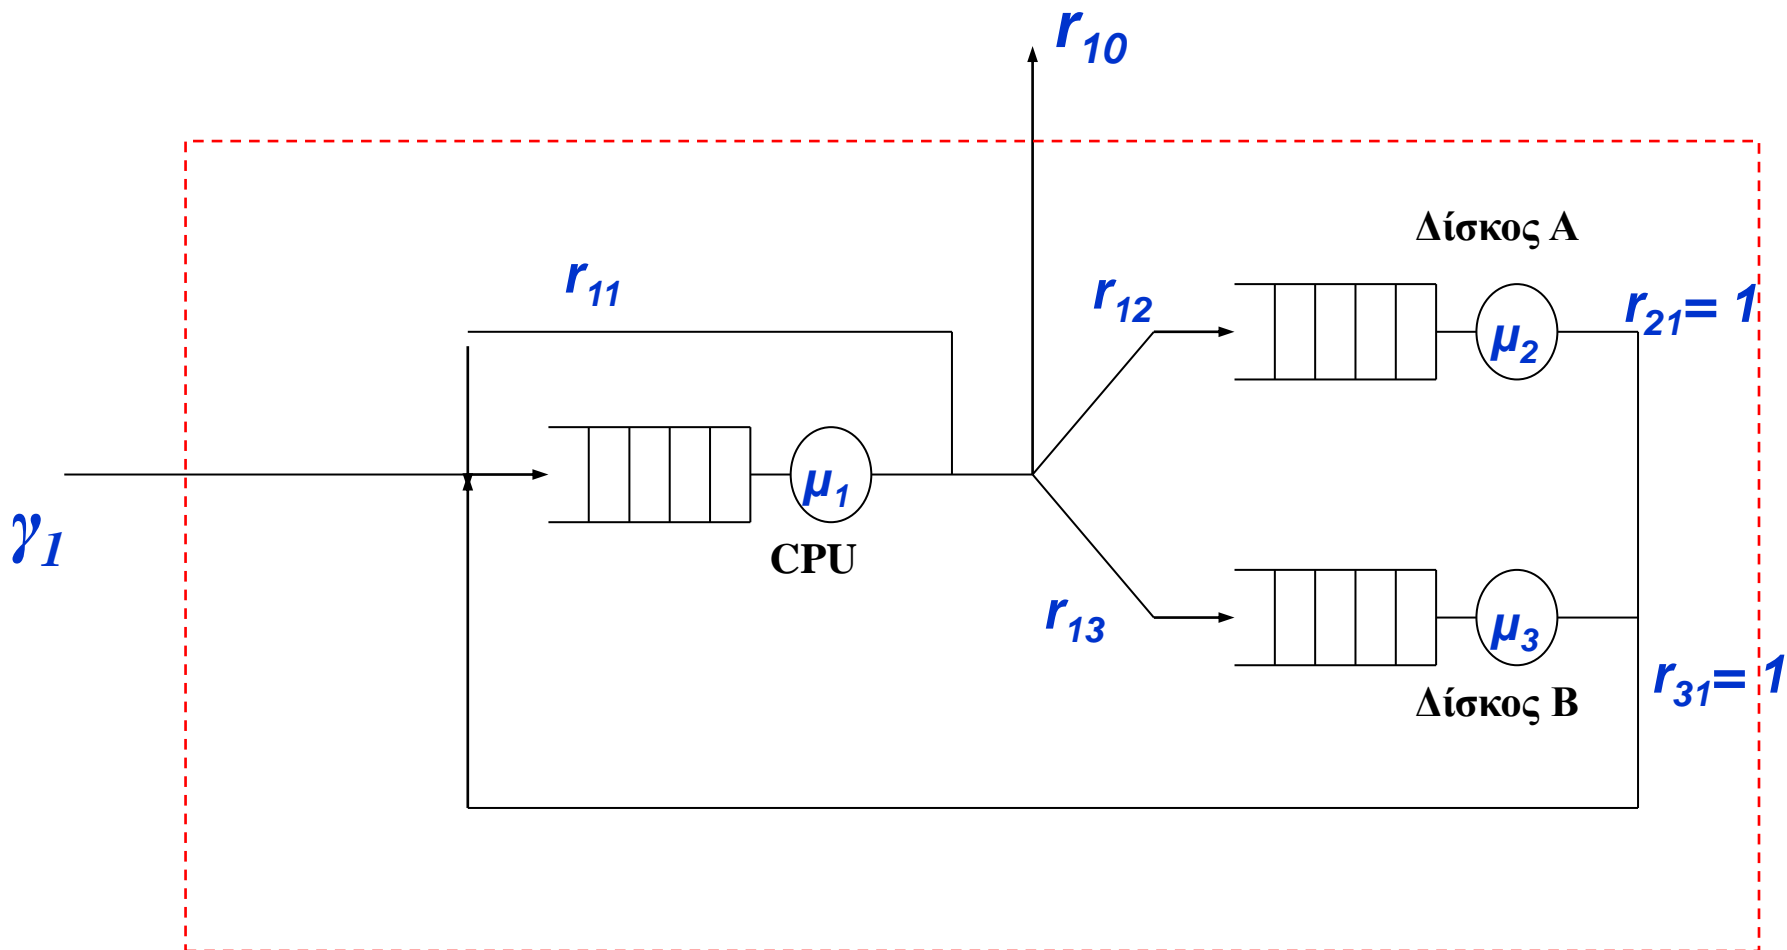 r10
Δίσκος Α
r11
r12
r21= 1
μ2
μ1
γ1
CPU
r13
μ3
r31= 1
Δίσκος Β